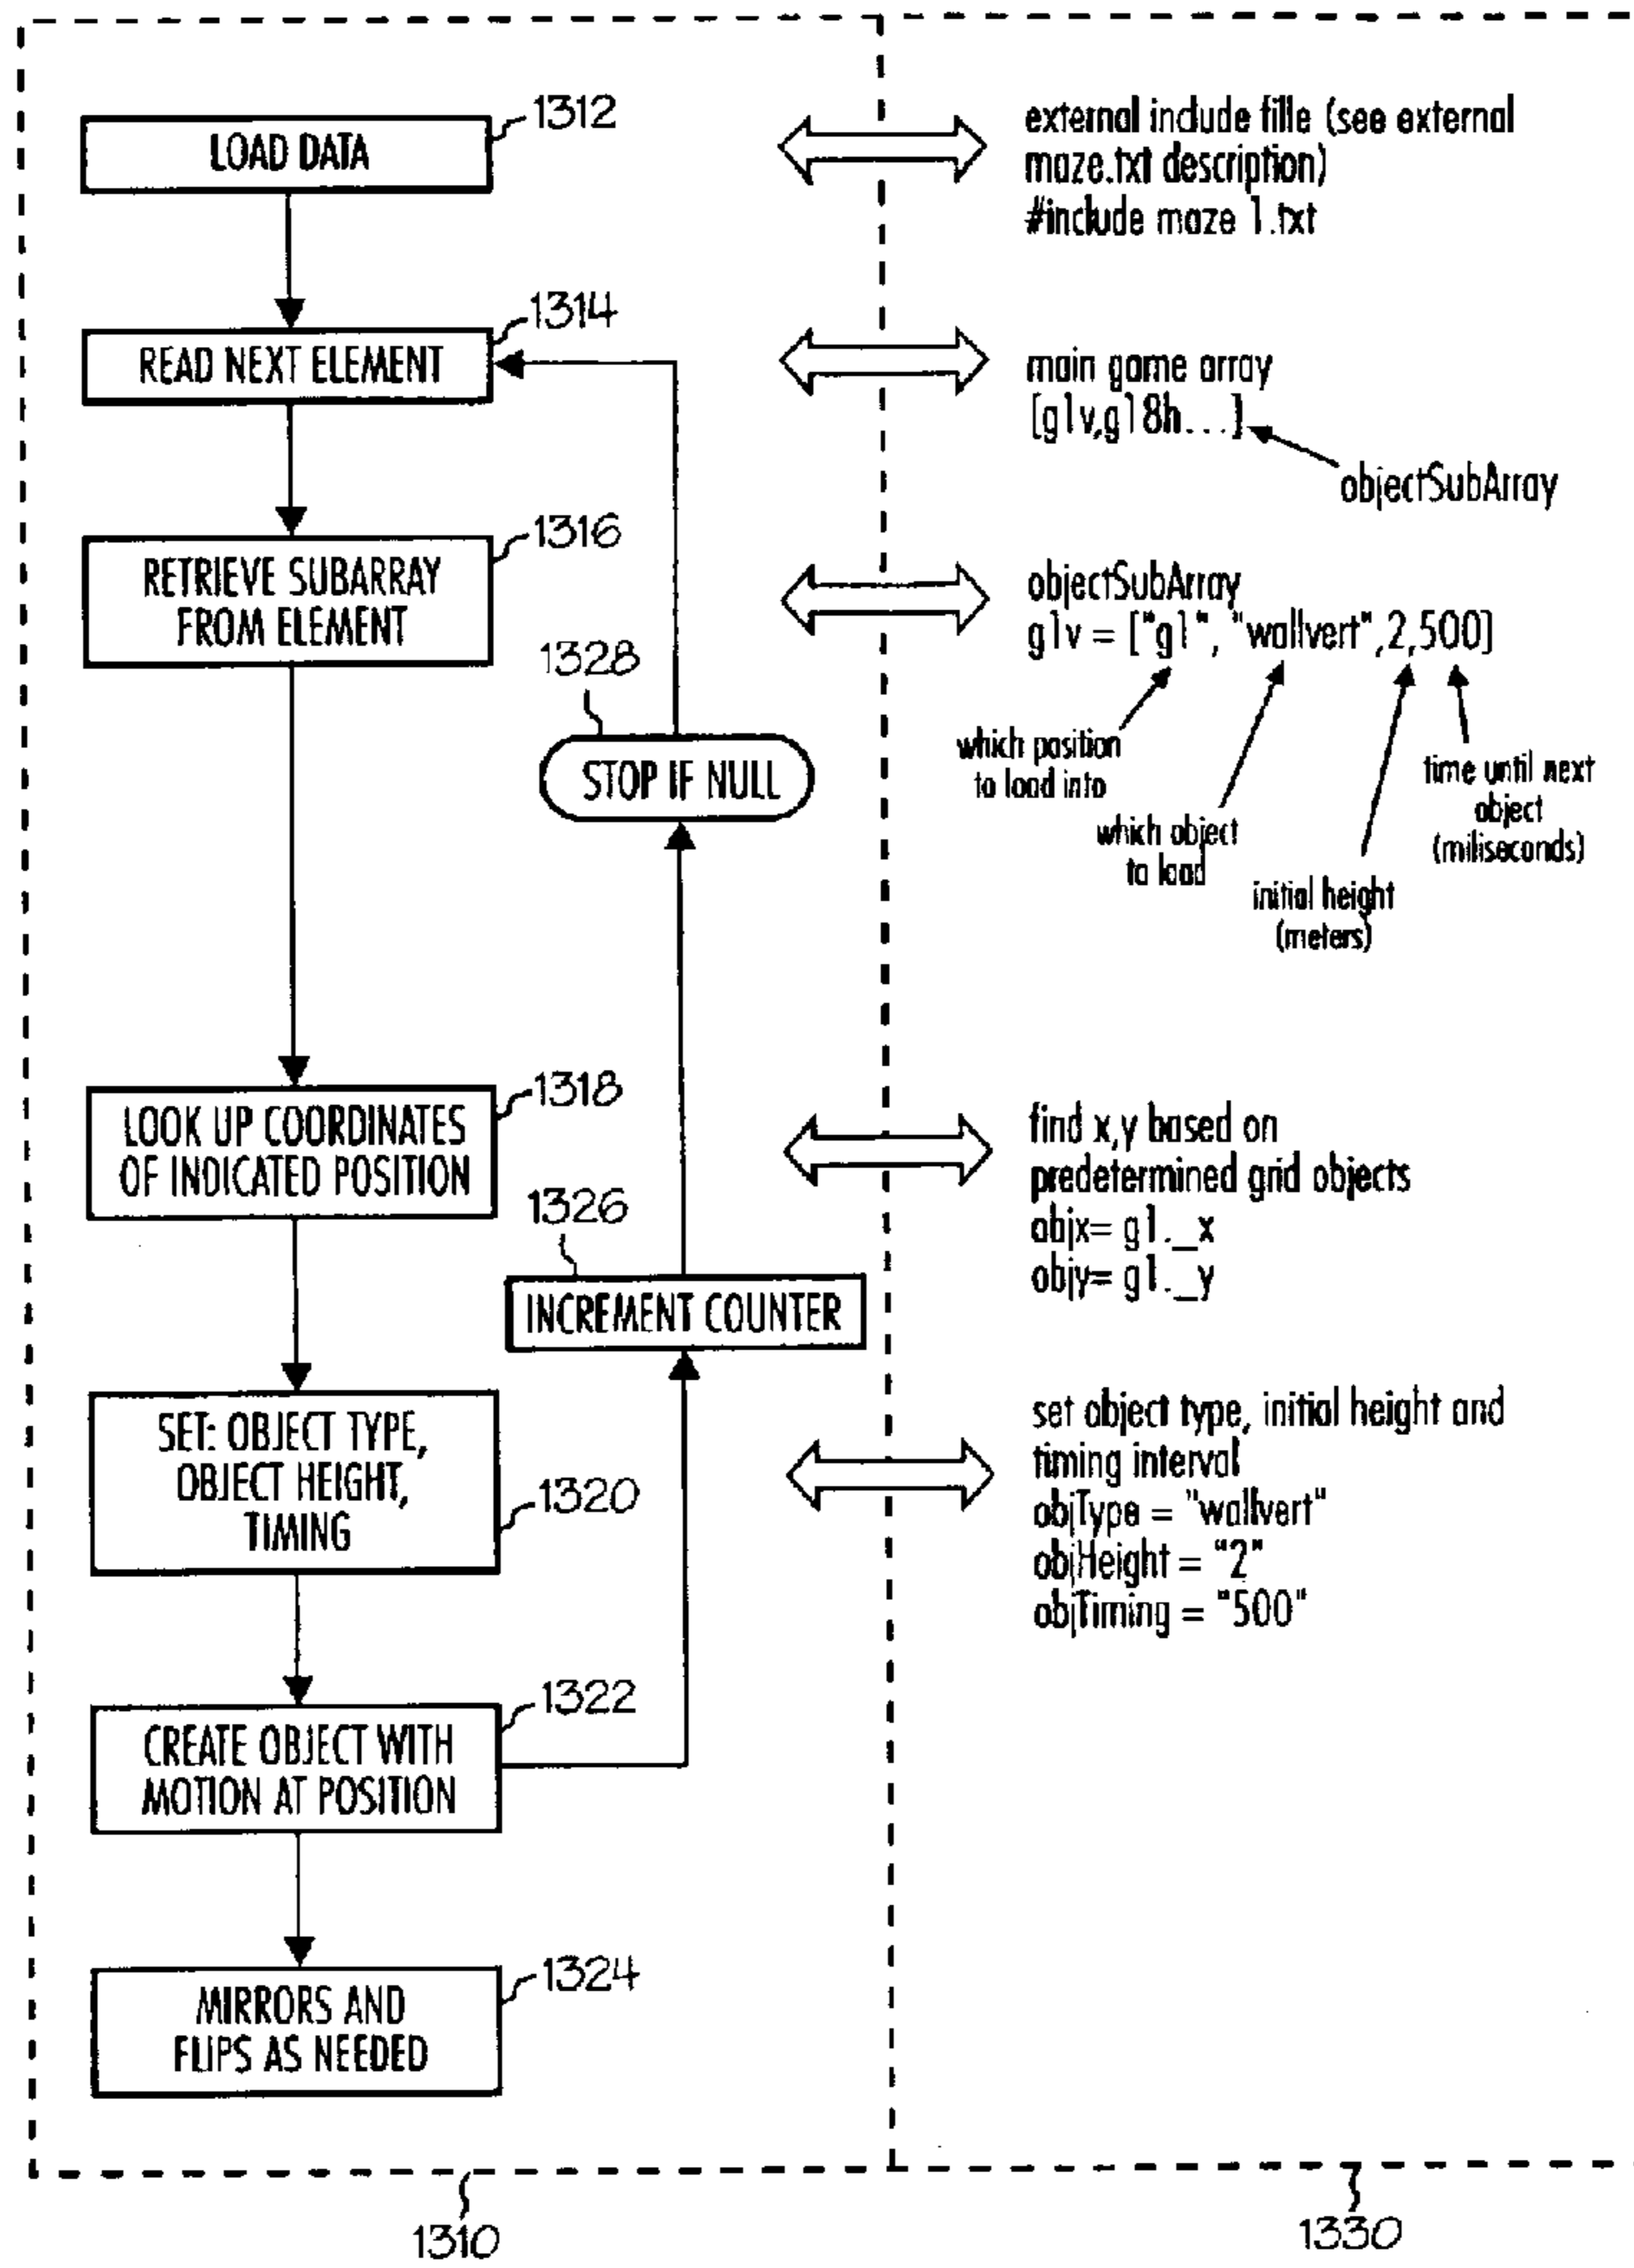 1312
LOAD DATA
external include fille (see external
maze.txt description)
#include maze 1.txt
1314
READ NEXT ELEMENT
main game array
[g1v,g18h...]
objectSubArray
1316
RETRIEVE SUBARRAY
FROM ELEMENT
objectSubArray
g1v = ["g1", "wallvert",2,500]
1328
STOP IF NULL
which position
to load into
which object
to load
initial height
(meters)
time until next
object
(miliseconds)
1318
LOOK UP COORDINATES
OF INDICATED POSITION
find x,y based on
predetermined grid objects
objx= g1._x
objy= g1._y
1326
INCREMENT COUNTER
SET: OBJECT TYPE,
OBJECT HEIGHT,
TIMING
1320
set object type, initial height and
timing interval
objType = "wallvert"
objHeight = "2"
objTiming = "500"
1322
CREATE OBJECT WITH
MOTION AT POSITION
1324
MIRRORS AND
FLIPS AS NEEDED
1310
1330